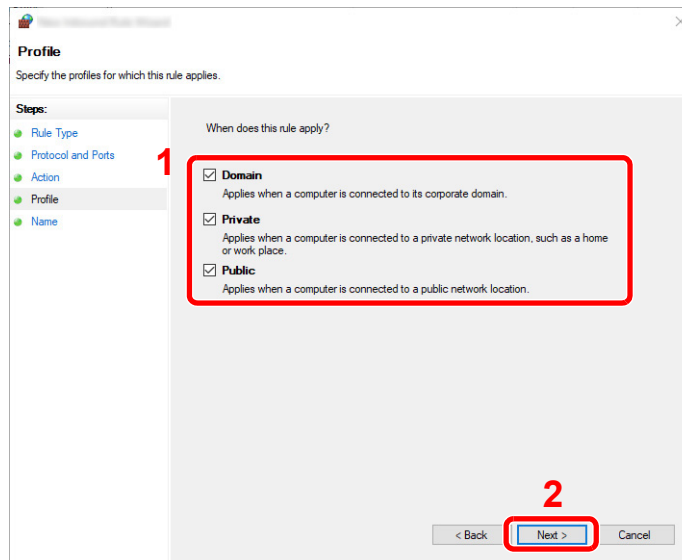 Profile
Specify the profiles for which this rule applies.
Steps:
Rule Type
Protocol and Ports
Action
Profile
Name
When does this rule apply?
1
Domain
Applies when a computer is connected to its corporate domain.
Private
Applies when a computer is connected to a private network location, such as a home
or work place.
Public
Applies when a computer is connected to a public network location.
2
< Back
Next >
Cancel